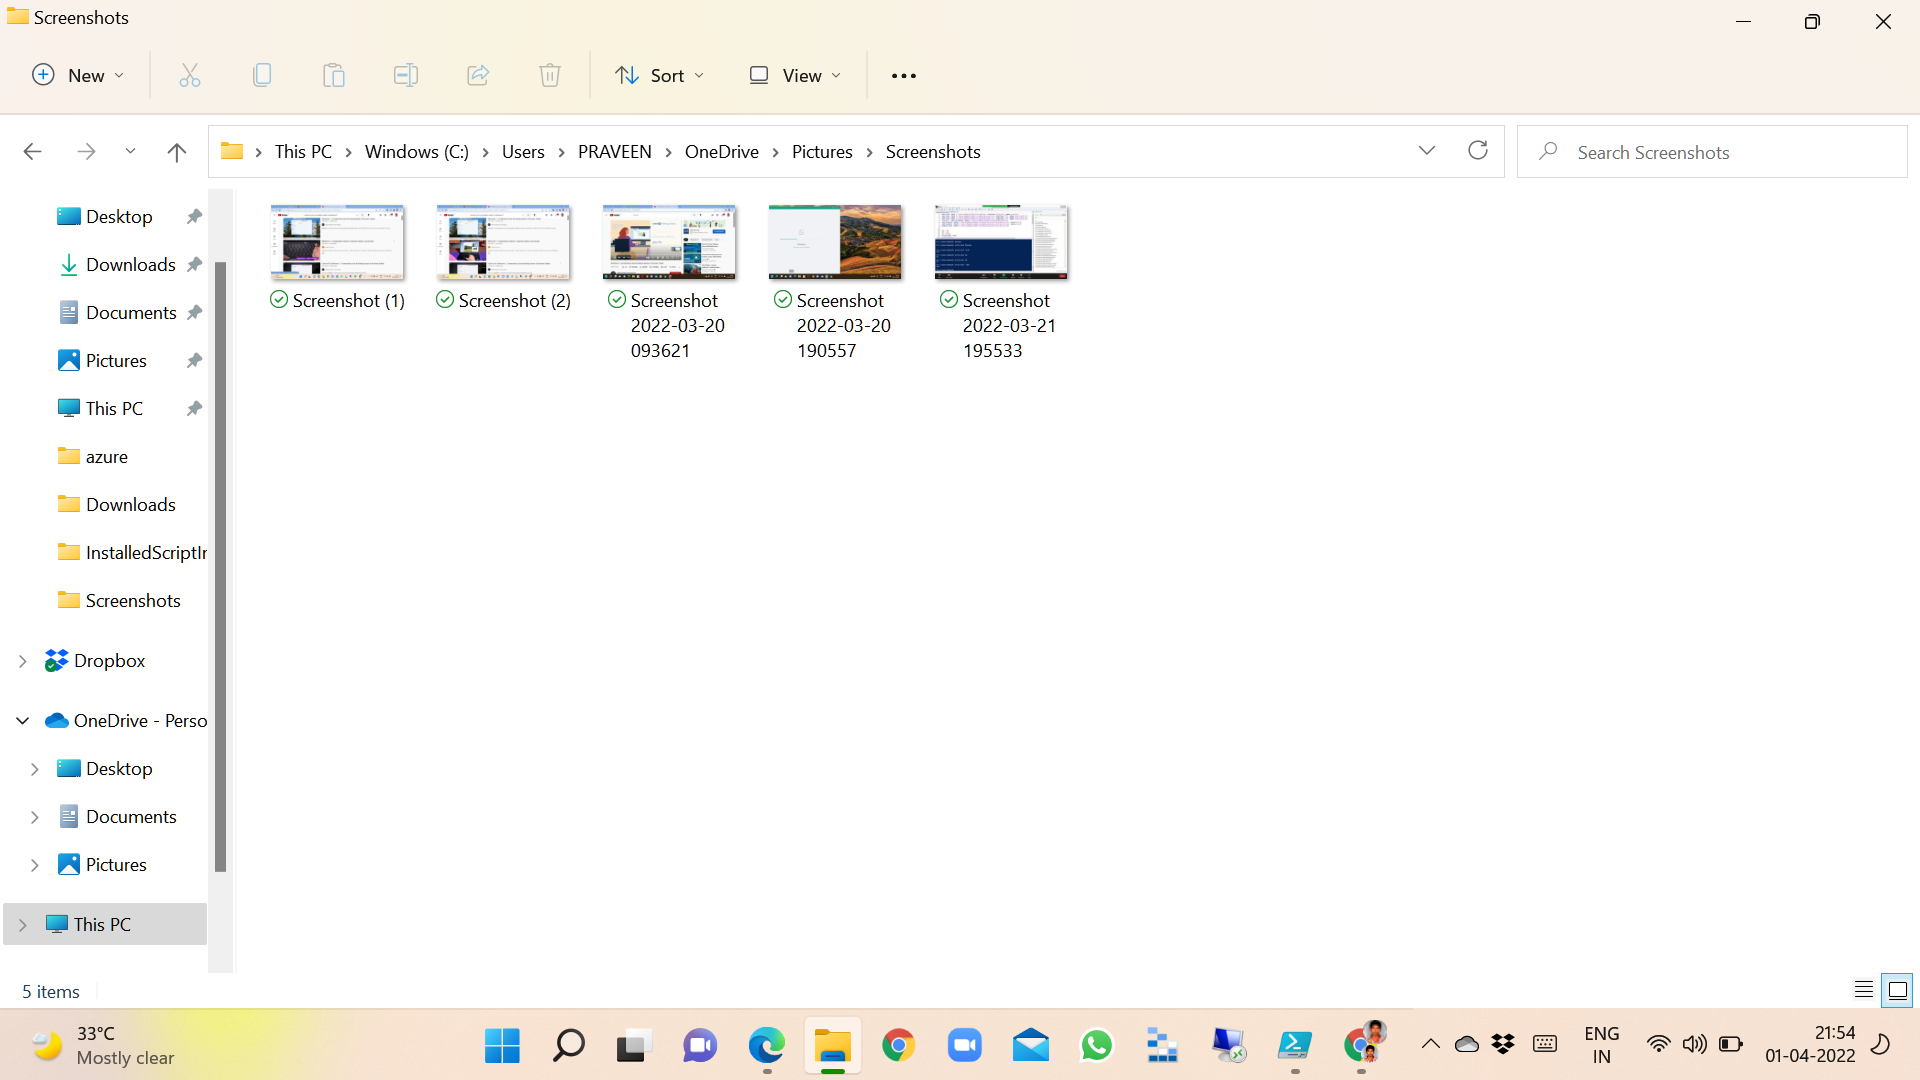 Screenshots
New
Sort
View
This PC
Windows (C:)
Users
PRAVEEN
OneDrive
Pictures
Screenshots
Search Screenshots
Desktop
Downloads
Documents
Pictures
This PC
azure
Downloads
InstalledScriptIr
Screenshots
Dropbox
OneDrive - Perso
Desktop
Documents
Pictures
This PC
Screenshot (1)
Screenshot (2)
Screenshot
2022-03-20
093621
Screenshot
2022-03-20
190557
Screenshot
2022-03-21
195533
5 items
33°C
Mostly clear
ENG
IN
21:54
01-04-2022